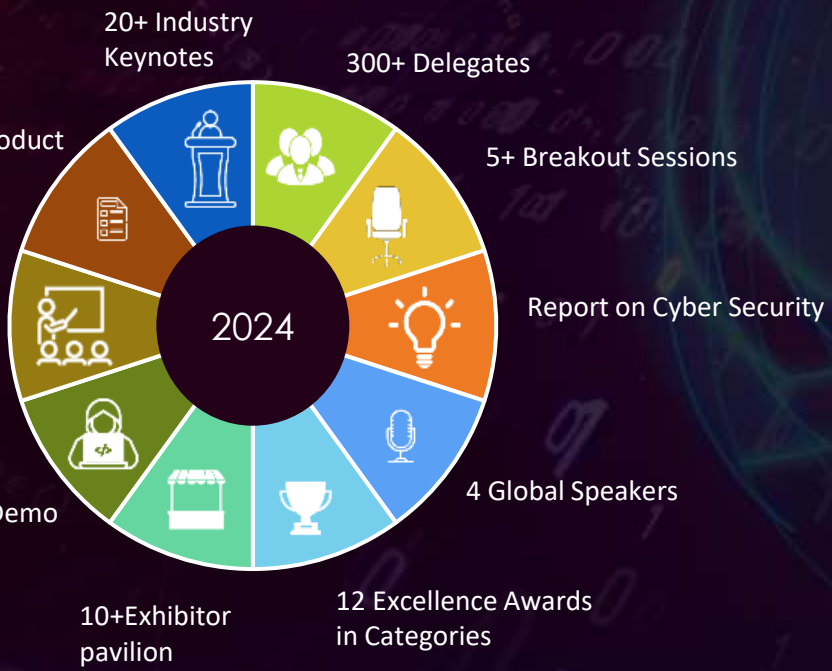 20+ Industry
Keynotes
300+ Delegates
5+ Breakout Sessions
Report on Cyber Security
2024
4 Global Speakers
Demo
12 Excellence Awards
in Categories
10+Exhibitor
pavilion